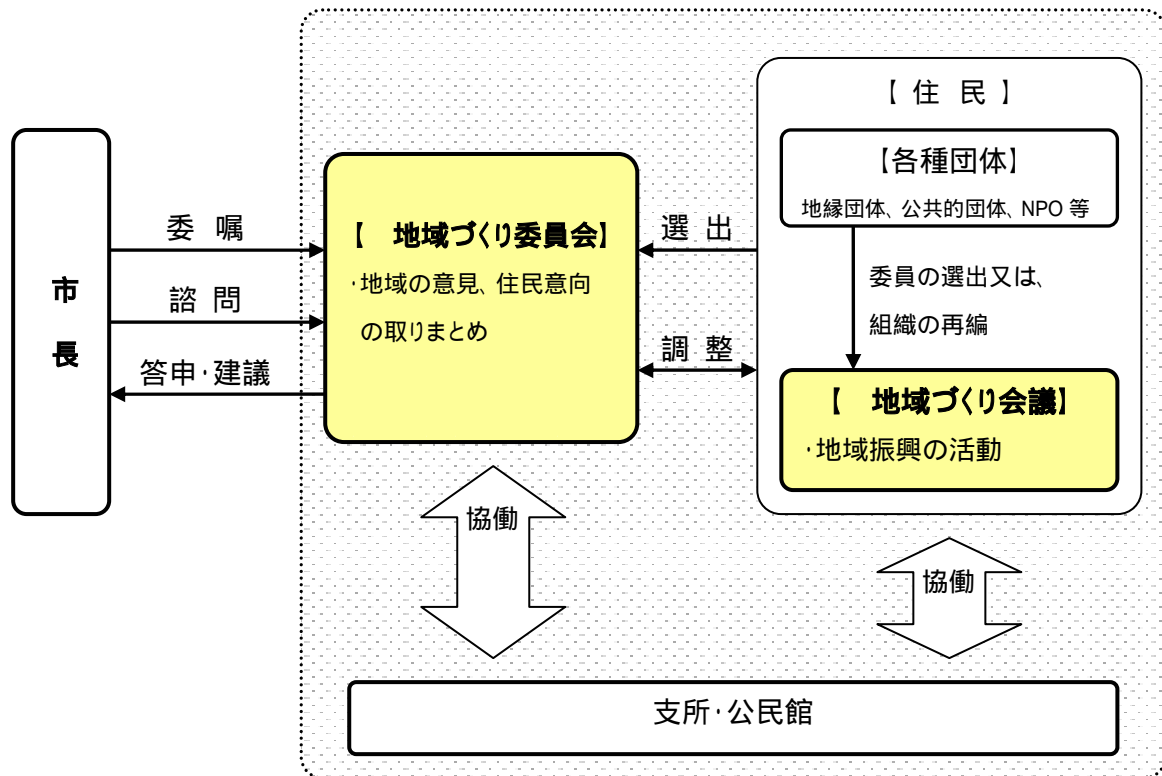 市長
委 嘱
諮 問
答申・建議
【 地域づくり委員会】
・地域の意見、住民意向
の取りまとめ
選 出
調 整
【 住 民 】
【各種団体】
地縁団体、公共的団体、NPO 等
委員の選出又は、
組織の再編
【 地域づくり会議】
・地域振興の活動
協働
協働
支所・公民館